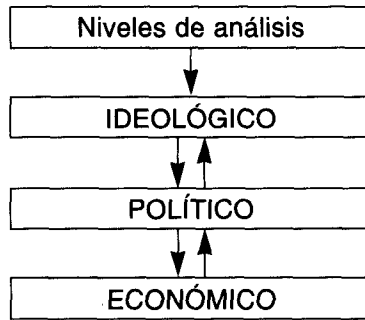 Niveles de análisis
IDEOLÓGICO
POLÍTICO
ECONÓMICO